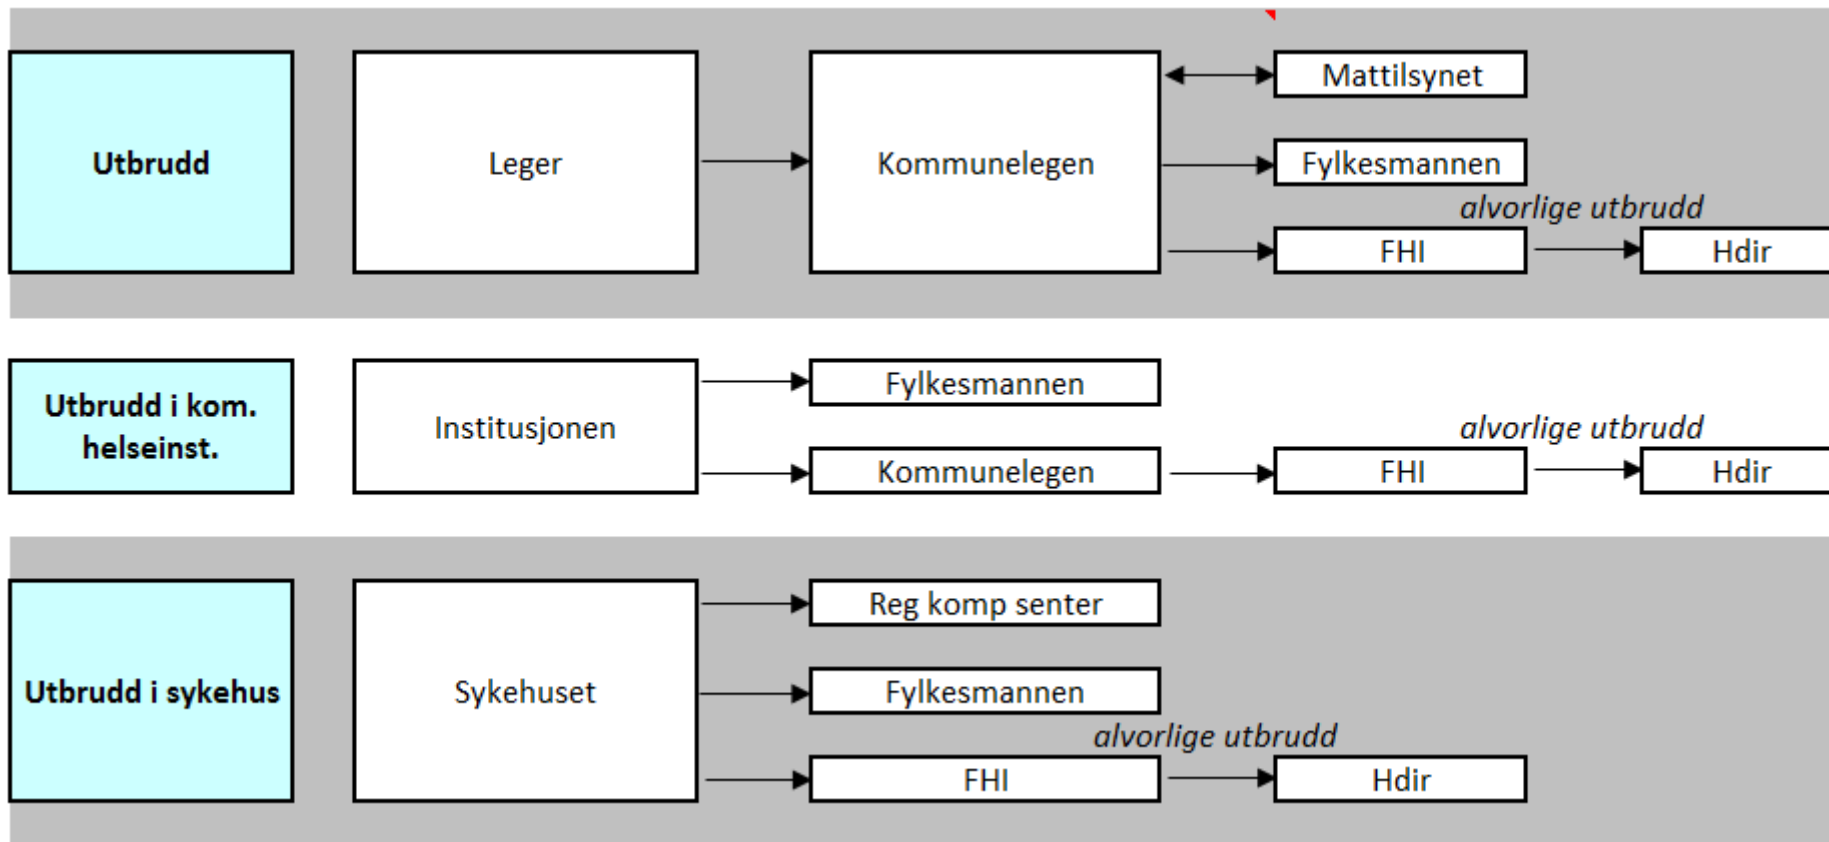 Utbrudd
Leger
Kommunelegen
Mattilsynet
Fylkesmannen
alvorlige utbrudd
FHI
Hdir
Utbrudd i kom.
helseinst.
Institusjonen
Fylkesmannen
Kommunelegen
alvorlige utbrudd
FHI
Hdir
Utbrudd i sykehus
Sykehuset
Reg komp senter
Fylkesmannen
alvorlige utbrudd
FHI
Hdir